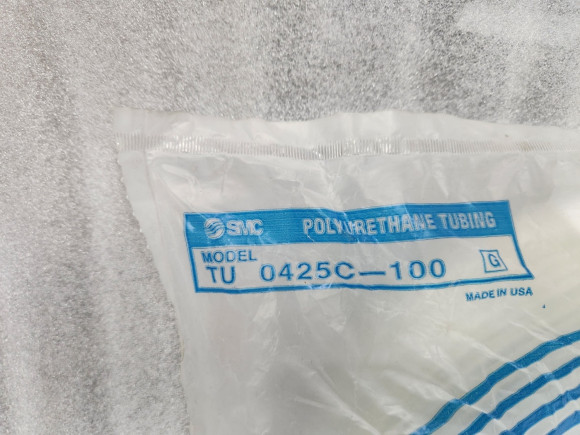 SMC POLYURETHANE TUBING
MODEL
TU 0425C-100 G
MADE IN USA